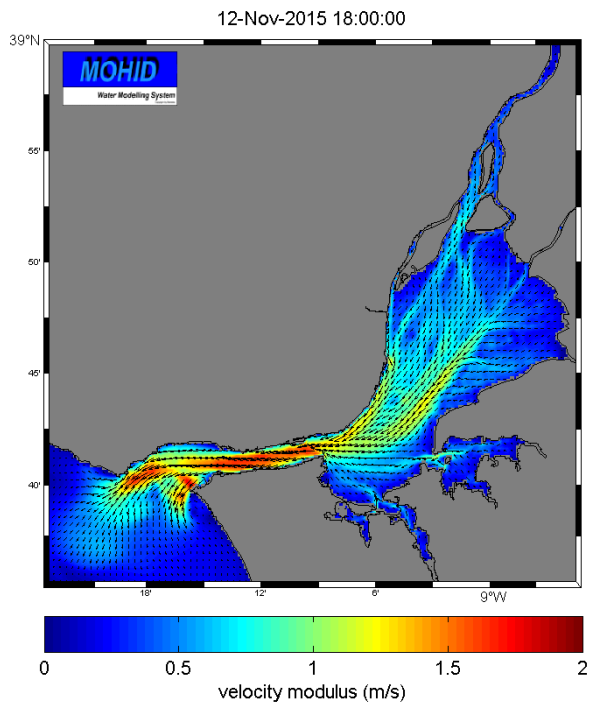 12-Nov-2015 18:00:00
39°N
MOHID
Water Modelling System
55'
50'
45'
40'
18'
12'
6'
9°W
0
0.5
1
1.5
2
velocity modulus (m/s)